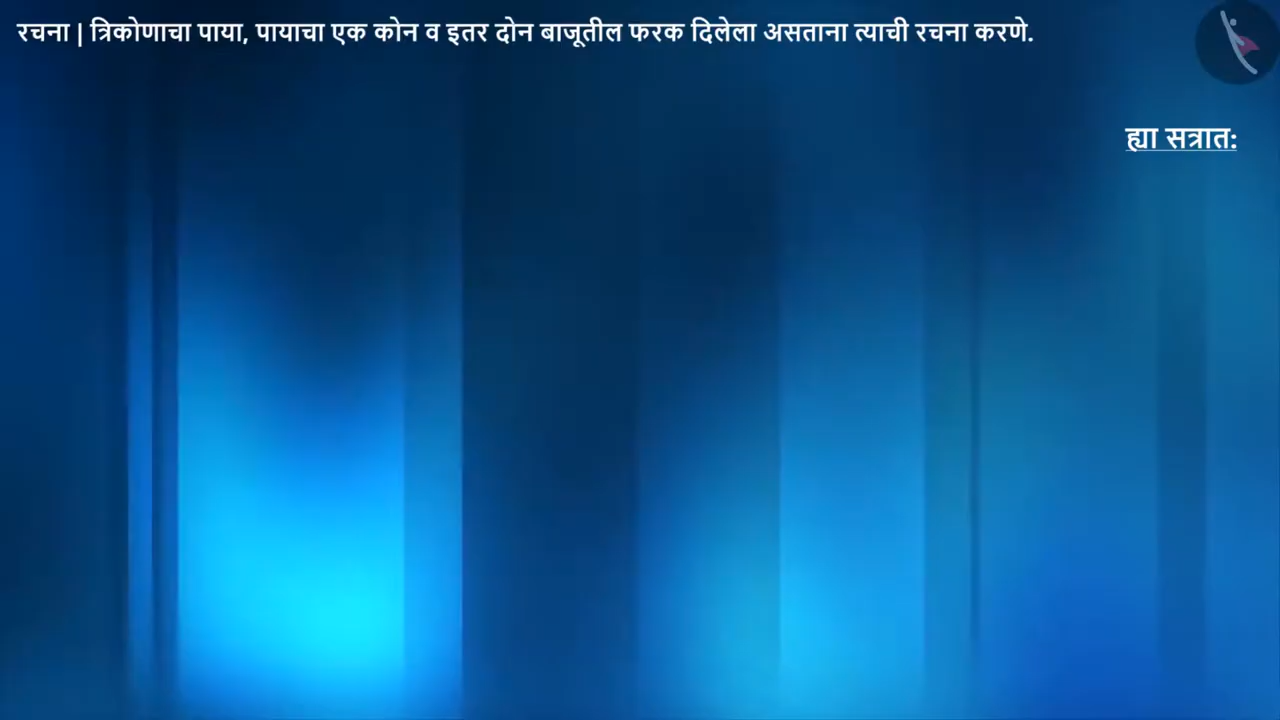 रचना | त्रिकोणाचा पाया, पायाचा एक कोन व इतर दोन बाजूतील फरक दिलेला असताना त्याची रचना करणे.
ह्या सत्रात: